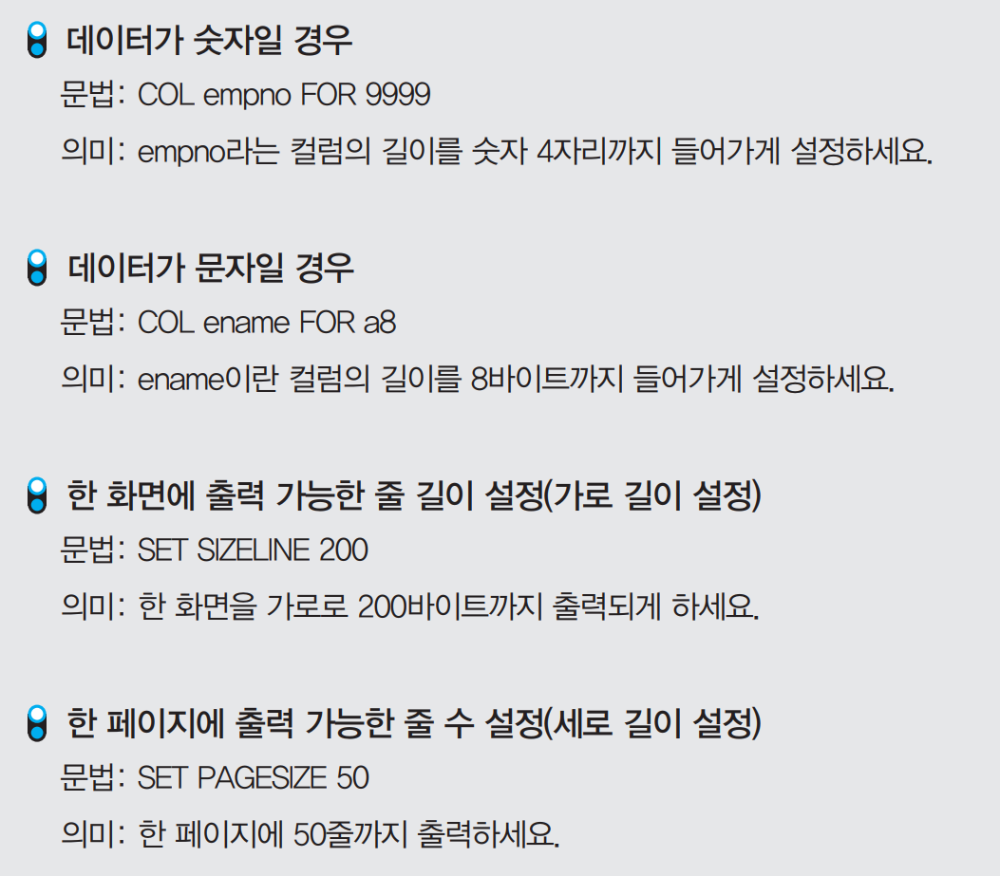 데이터가 숫자일 경우
문법: COL empno FOR 9999
의미: empno라는 컬럼의 길이를 숫자 4자리까지 들어가게 설정하세요.
데이터가 문자일 경우
문법: COL ename FOR a8
의미: ename이란 컬럼의 길이를 8바이트까지 들어가게 설정하세요.
한 화면에 출력 가능한 줄 길이 설정(가로 길이 설정)
문법: SET SIZELINE 200
의미: 한 화면을 가로로 200바이트까지 출력되게 하세요.
한 페이지에 출력 가능한 줄 수 설정(세로 길이 설정)
문법: SET PAGESIZE 50
의미: 한 페이지에 50줄까지 출력하세요.